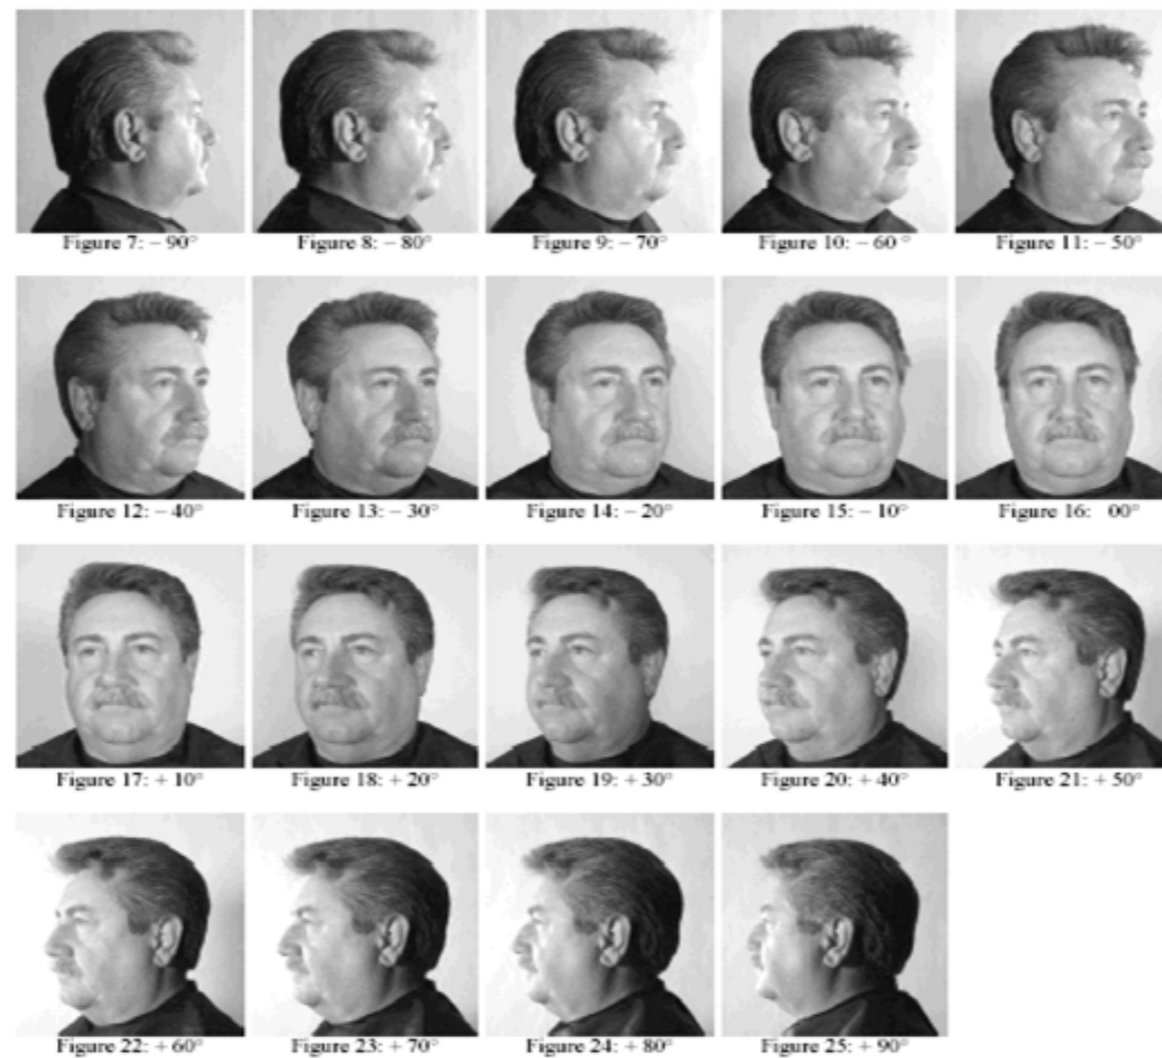 Figure 7: – 90°
Figure 8: – 80°
Figure 9: – 70°
Figure 10: – 60°
Figure 11: – 50°
Figure 12: – 40°
Figure 13: – 30°
Figure 14: – 20°
Figure 15: – 10°
Figure 16: 00°
Figure 17: + 10°
Figure 18: + 20°
Figure 19: + 30°
Figure 20: + 40°
Figure 21: + 50°
Figure 22: + 60°
Figure 23: + 70°
Figure 24: + 80°
Figure 25: + 90°